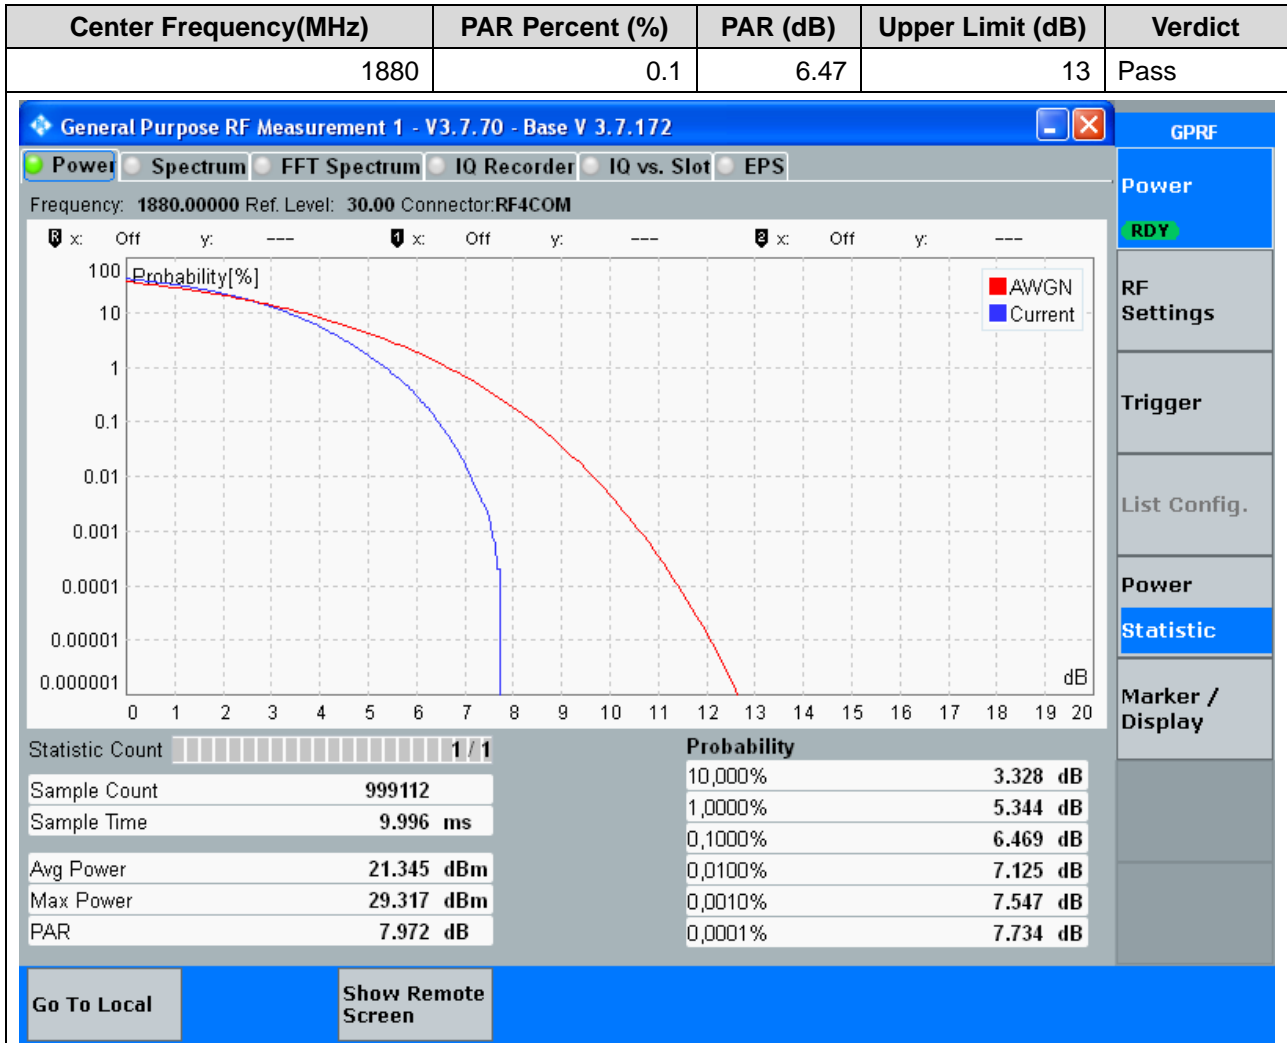 Center Frequency(MHz) PAR Percent (%) PAR (dB) Upper Limit (dB) Verdict
1880 0.1 6.47 13 Pass
General Purpose RF Measurement 1 - V3.7.70 - Base V 3.7.172
GPRF
Power Spectrum FFT Spectrum IQ Recorder IQ vs. Slot EPS
Power
RDY
Frequency: 1880.00000 Ref. Level: 30.00 Connector:RF4COM
R x: Off y: --- 1 x: Off y: --- 2 x: Off y: ---
Probability[%]
AWGN
Current
100
10
1
0.1
0.01
0.001
0.0001
0.00001
0.000001
dB
0 1 2 3 4 5 6 7 8 9 10 11 12 13 14 15 16 17 18 19 20
RF
Settings
Trigger
List Config.
Power
Statistic
Marker /
Display
Statistic Count 1 / 1
Sample Count 999112
Sample Time 9.996 ms
Avg Power 21.345 dBm
Max Power 29.317 dBm
PAR 7.972 dB
Probability
10,000% 3.328 dB
1,0000% 5.344 dB
0,1000% 6.469 dB
0,0100% 7.125 dB
0,0010% 7.547 dB
0,0001% 7.734 dB
Go To Local
Show Remote
Screen